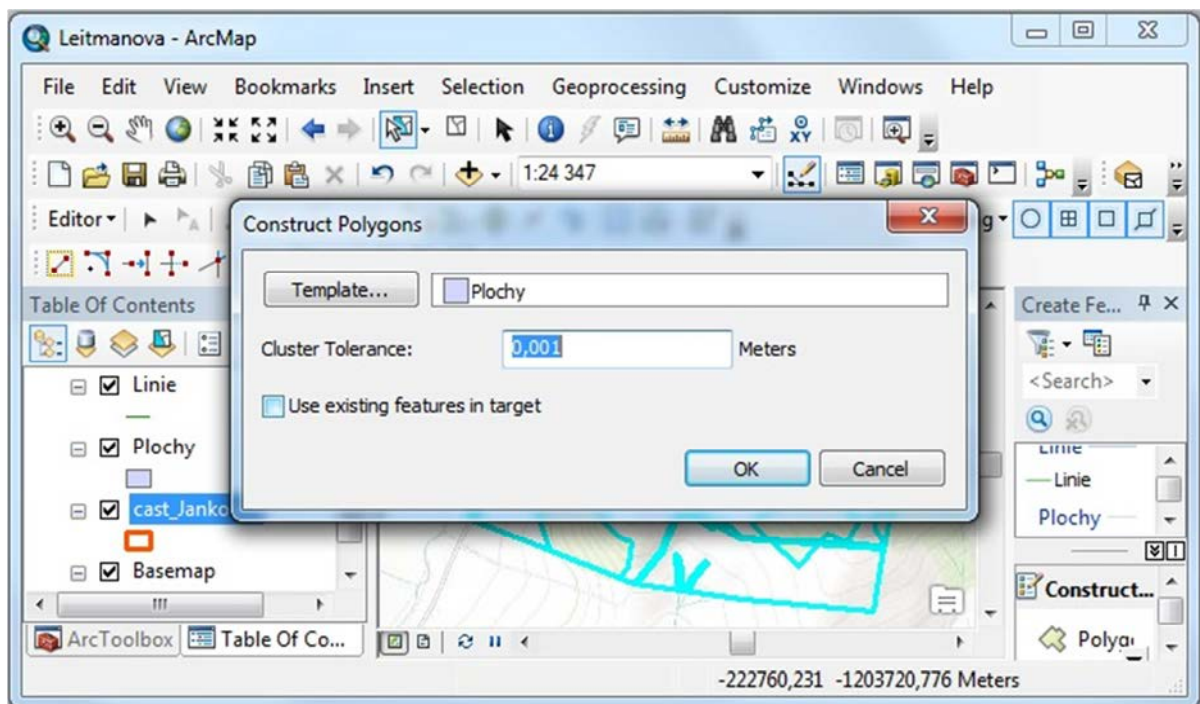 Leitmanova - ArcMap
File Edit View Bookmarks Insert Selection Geoprocessing Customize Windows Help
XY
1:24 347
Editor
Construct Polygons
Template... Plochy
Cluster Tolerance: 0,001 Meters
Use existing features in target
OK Cancel
Table Of Contents
Linie
Plochy
cast_Janko
Basemap
ArcToolbox Table Of Co...
Create Fe...
<Search>
Linie
Linie
Plochy
Construct...
-222760,231 -1203720,776 Meters